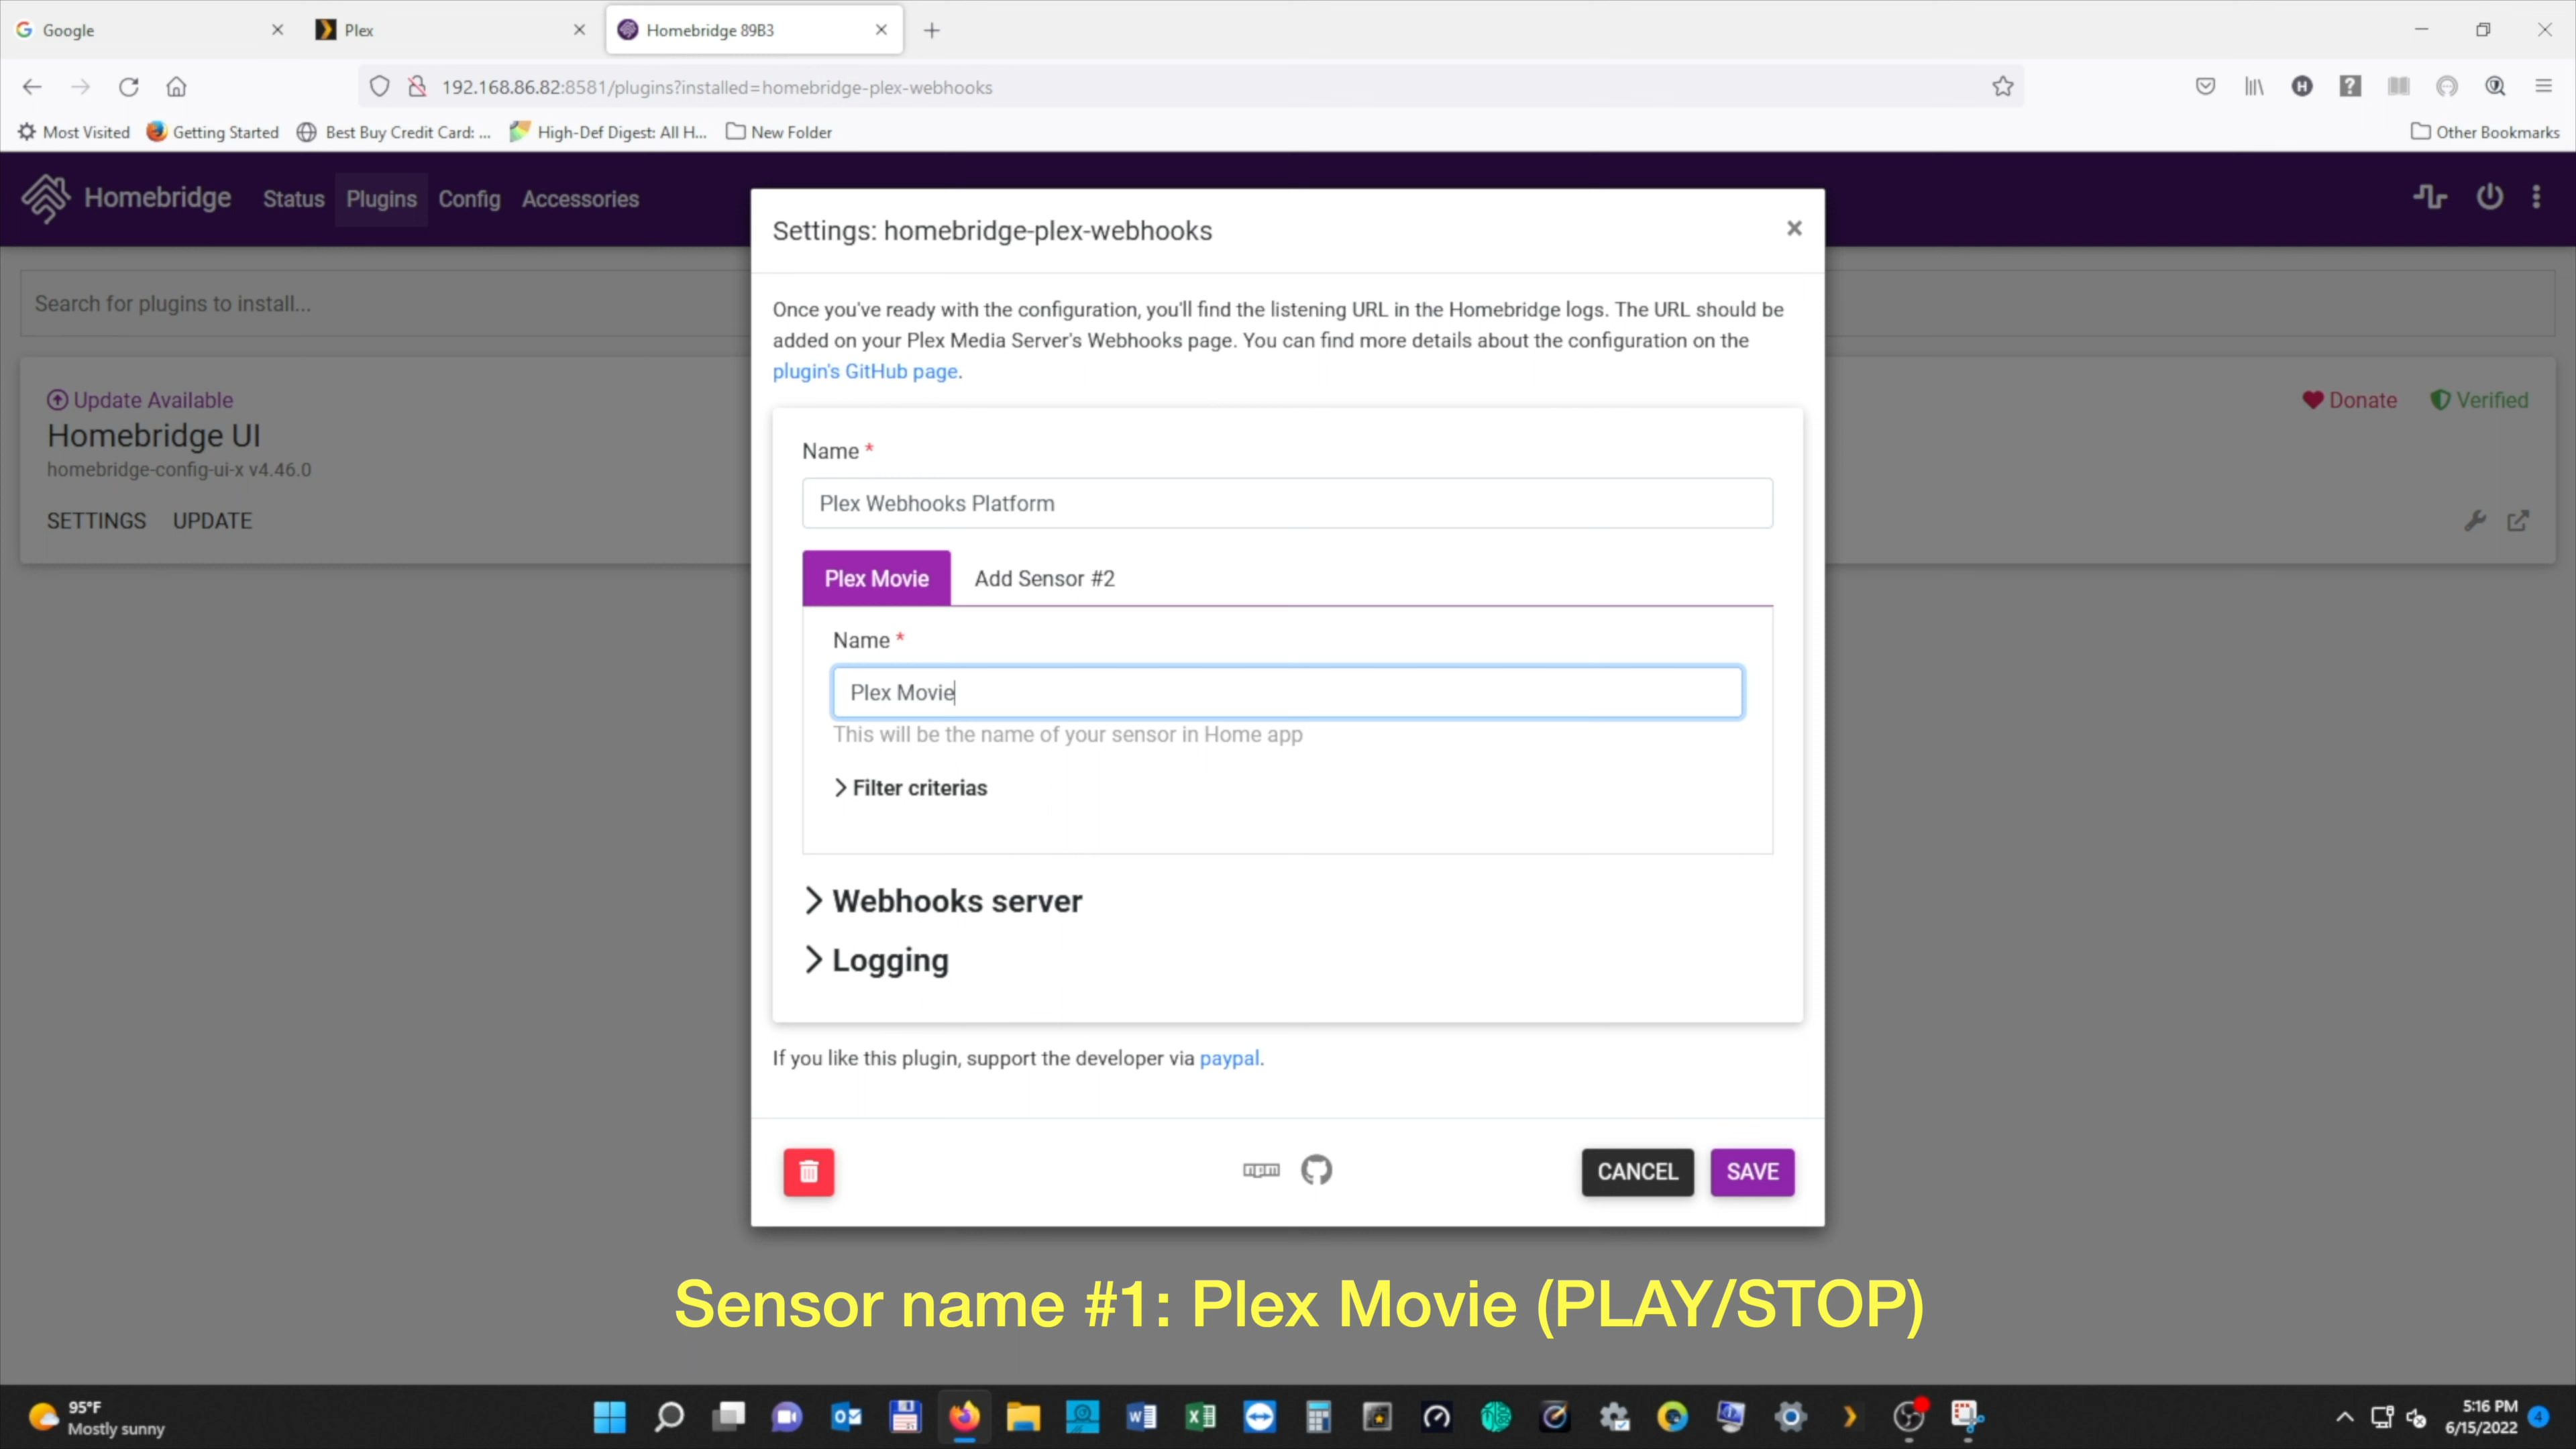 Google
Plex
Homebridge 89B3
192.168.86.82:8581/plugins?installed=homebridge-plex-webhooks
Most Visited
Getting Started
Best Buy Credit Card: ...
High-Def Digest: All H...
New Folder
Other Bookmarks
Homebridge
Status
Plugins
Config
Accessories
Search for plugins to install...
Update Available
Homebridge UI
homebridge-config-ui-x v4.46.0
SETTINGS
UPDATE
Donate
Verified
Settings: homebridge-plex-webhooks
Once you've ready with the configuration, you'll find the listening URL in the Homebridge logs. The URL should be
added on your Plex Media Server's Webhooks page. You can find more details about the configuration on the
plugin's GitHub page.
Name *
Plex Webhooks Platform
Plex Movie
Add Sensor #2
Name *
Plex Movie
This will be the name of your sensor in Home app
Filter criterias
Webhooks server
Logging
If you like this plugin, support the developer via paypal.
npm
CANCEL
SAVE
Sensor name #1: Plex Movie (PLAY/STOP)
95°F
Mostly sunny
5:16 PM
6/15/2022
4